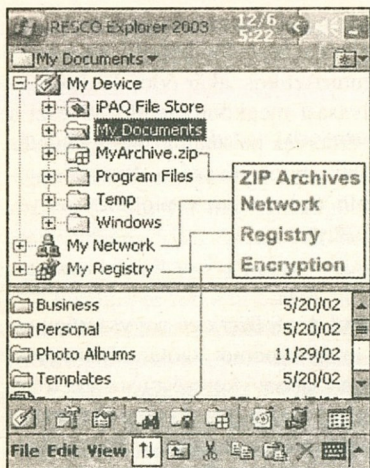 RESCO Explorer 2003
12/6
5:22
My Documents
My Device
iPAQ File Store
My Documents
MyArchive.zip
Program Files
Temp
Windows
My Network
My Registry
ZIP Archives
Network
Registry
Encryption
Business 5/20/02
Personal 5/20/02
Photo Albums 11/29/02
Templates 5/20/02
File Edit View